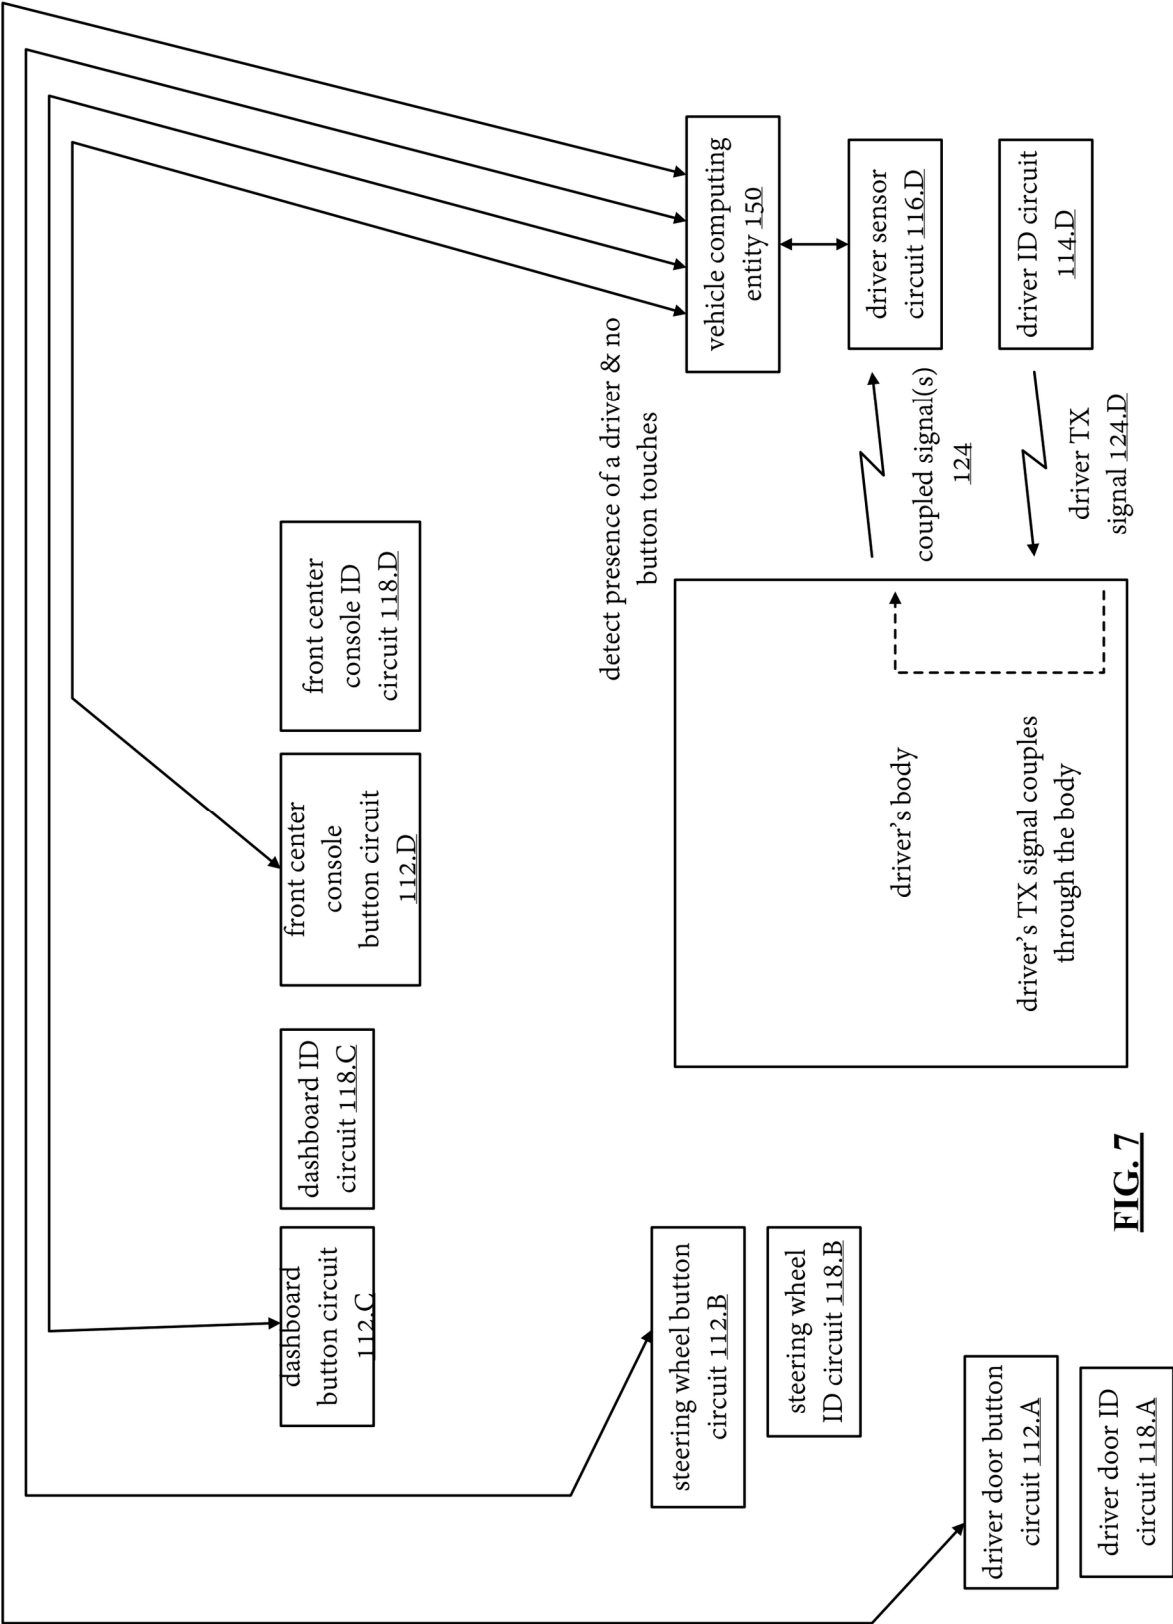 front center
console ID
circuit 118.D
front center
console
button circuit
112.D
dashboard ID
circuit 118.C
dashboard
button circuit
112.C
detect presence of a driver & no
button touches
vehicle computing
entity 150
driver sensor
circuit 116.D
driver ID circuit
114.D
coupled signal(s)
124
driver TX
signal 124.D
driver's body
driver's TX signal couples
through the body
steering wheel button
circuit 112.B
steering wheel
ID circuit 118.B
driver door button
circuit 112.A
driver door ID
circuit 118.A
FIG. 7